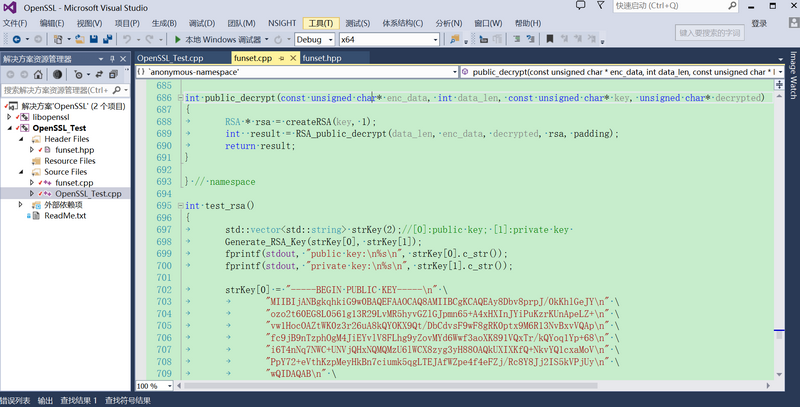 OpenSSL - Microsoft Visual Studio
快速启动 (Ctrl+Q)
文件(F) 编辑(E) 视图(V) 项目(P) 生成(B) 调试(D) 团队(M) NSIGHT 工具(T) 测试(S) 体系结构(C) 分析(N) 窗口(W) 帮助(H)
登录
本地 Windows 调试器 Debug x64
键入要搜索的字词
解决方案资源管理器
OpenSSL_Test.cpp funset.cpp funset.hpp
Image Watch
{ } `anonymous-namespace'
public_decrypt(const unsigned char * enc_data, int data_len, const unsigned char *
搜索解决方案资源管理器(Ctrl+;)
解决方案'OpenSSL' (2 个项目)
libopenssl
OpenSSL_Test
Header Files
funset.hpp
Resource Files
Source Files
funset.cpp
OpenSSL_Test.cpp
外部依赖项
ReadMe.txt
685
686 int public_decrypt(const unsigned char* enc_data, int data_len, const unsigned char* key, unsigned char* decrypted)
687 {
688 RSA * rsa = createRSA(key, 1);
689 int  result = RSA_public_decrypt(data_len, enc_data, decrypted, rsa, padding);
690 return result;
691 }
692
693 } // namespace
694
695 int test_rsa()
696 {
697 std::vector<std::string> strKey(2);//[0]:public key; [1]:private key
698 Generate_RSA_Key(strKey[0], strKey[1]);
699 fprintf(stdout, "public key:\n%s\n", strKey[0].c_str());
700 fprintf(stdout, "private key:\n%s\n", strKey[1].c_str());
701
702 strKey[0] = "-----BEGIN PUBLIC KEY-----\n" \
703 "MIIBIjANBgkqhkiG9w0BAQEFAAOCAQ8AMIIBCgKCAQEAy8Dbv8prpJ/0kKhlGeJY\n" \
704 "ozo2t60EG8L0561g13R29LvMR5hyvGZlGJpmn65+A4xHXInJYiPuKzrKUnApeLZ+\n" \
705 "vw1HocOAZtWK0z3r26uA8kQYOKX9Qt/DbCdvsF9wF8gRK0ptx9M6R13NvBxvVQAp\n" \
706 "fc9jB9nTzphOgM4JiEYvlV8FLhg9yZovMYd6Wwf3aoXK891VQxTr/kQYoq1Yp+68\n" \
707 "i6T4nNq7NWC+UNVjQHxNQMQMzU6lWCX8zyg3yH88OAQkUXIXKfQ+NkvYQ1cxaMoV\n" \
708 "PpY72+eVthKzpMeyHkBn7ciumk5qgLTEJAfWZpe4f4eFZj/Rc8Y8Jj2IS5kVPjUy\n" \
709 "wQIDAQAB\n" \
100 %
错误列表 输出 查找结果 1 查找符号结果